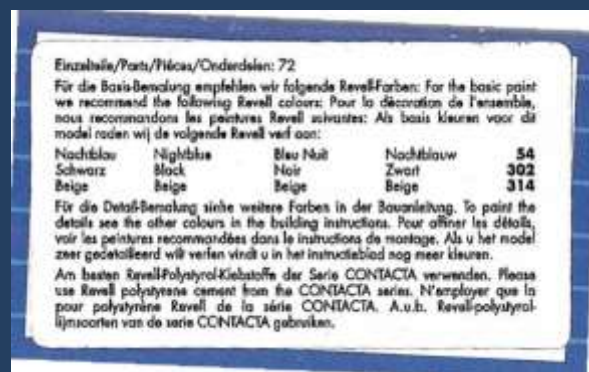 Einzelteile/Parts/Pièces/Onderdelen: 72
Für die Basis-Bemalung empfehlen wir folgende Revell-Farben: For the basic paint
we recommend the following Revell colours: Pour la décoration de l'ensemble,
nous recommandons les peintures Revell suivantes: Als basis kleuren voor dit
model raden wij de volgende Revell verf aan:
Nachtblau Nightblue Bleu Nuit Nachtblauw 54
Schwarz Black Noir Zwart 302
Beige Beige Beige Beige 314
Für die Detail-Bemalung siehe weitere Farben in der Bauanleitung. To paint the
details see the other colours in the building instructions. Pour affiner les détails,
voir les peintures recommandées dans le instructions de montage. Als u het model
zeer gedetailleerd wilt verfen vindt u in het instructieblad nog meer kleuren.
Am besten Revell-Polystyrol-Klebstoffe der Serie CONTACTA verwenden. Please
use Revell polystyrene cement from the CONTACTA series. N'employer que la
pour polystyrène Revell de la série CONTACTA. A.u.b. Revell-polystyrol-
lijmsoorten van de serie CONTACTA gebruiken.